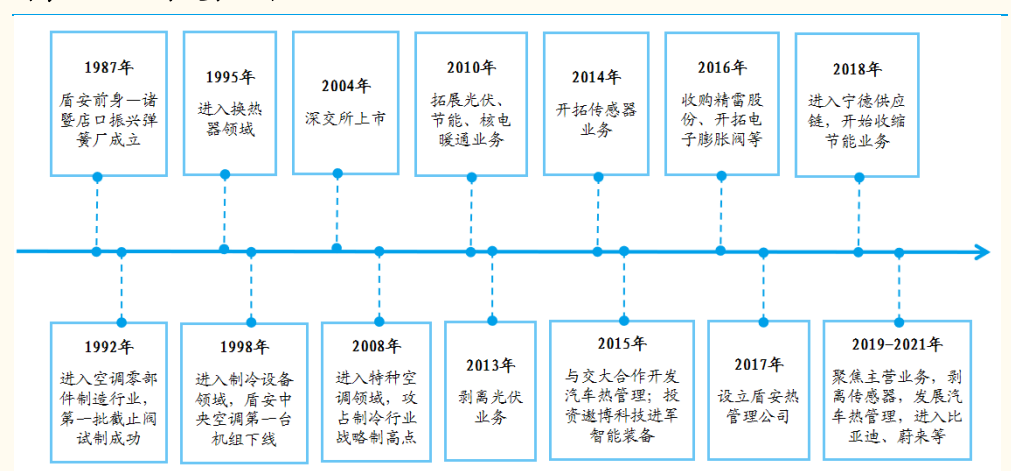 1987年
盾安前身—诸
暨店口振兴弹
簧厂成立
1995年
进入换热
器领域
2004年
深交所上市
2010年
拓展光伏、
节能、核电
暖通业务
2014年
开拓传感器
业务
2016年
收购精雷股
份、开拓电
子膨胀阀等
2018年
进入宁德供应
链，开始收缩
节能业务
1992年
进入空调零部
件制造行业，
第一批截止阀
试制成功
1998年
进入制冷设备
领域，盾安中
央空调第一台
机组下线
2008年
进入特种空
调领域，攻
占制冷行业
战略制高点
2013年
剥离光伏
业务
2015年
与交大合作开发
汽车热管理；投
资遨博科技进军
智能装备
2017年
设立盾安热
管理公司
2019-2021年
聚焦主营业务，剥
离传感器，发展汽
车热管理，进入比
亚迪、蔚来等